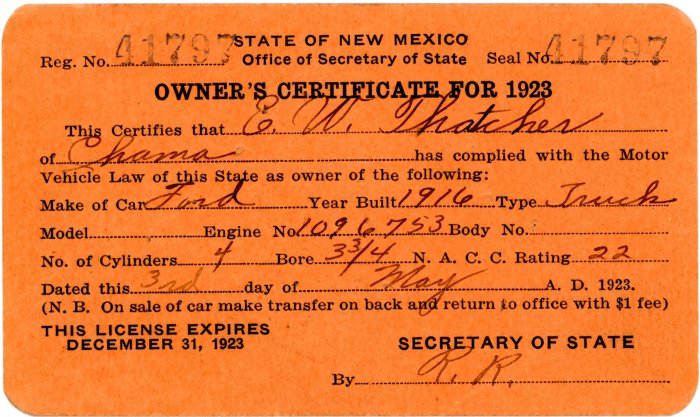 STATE OF NEW MEXICO
Reg. No. 41797 Office of Secretary of State Seal No. 41797
OWNER'S CERTIFICATE FOR 1923
This Certifies that E. W. Thatcher
of Chama has complied with the Motor
Vehicle Law of this State as owner of the following:
Make of Car Ford Year Built 1916 Type Truck
Model Engine No 1096753 Body No.
No. of Cylinders 4 Bore 3 3/4 N. A. C. C. Rating 22
Dated this 3rd day of May A. D. 1923.
(N. B. On sale of car make transfer on back and return to office with $1 fee)
THIS LICENSE EXPIRES
DECEMBER 31, 1923
SECRETARY OF STATE
By R. R.